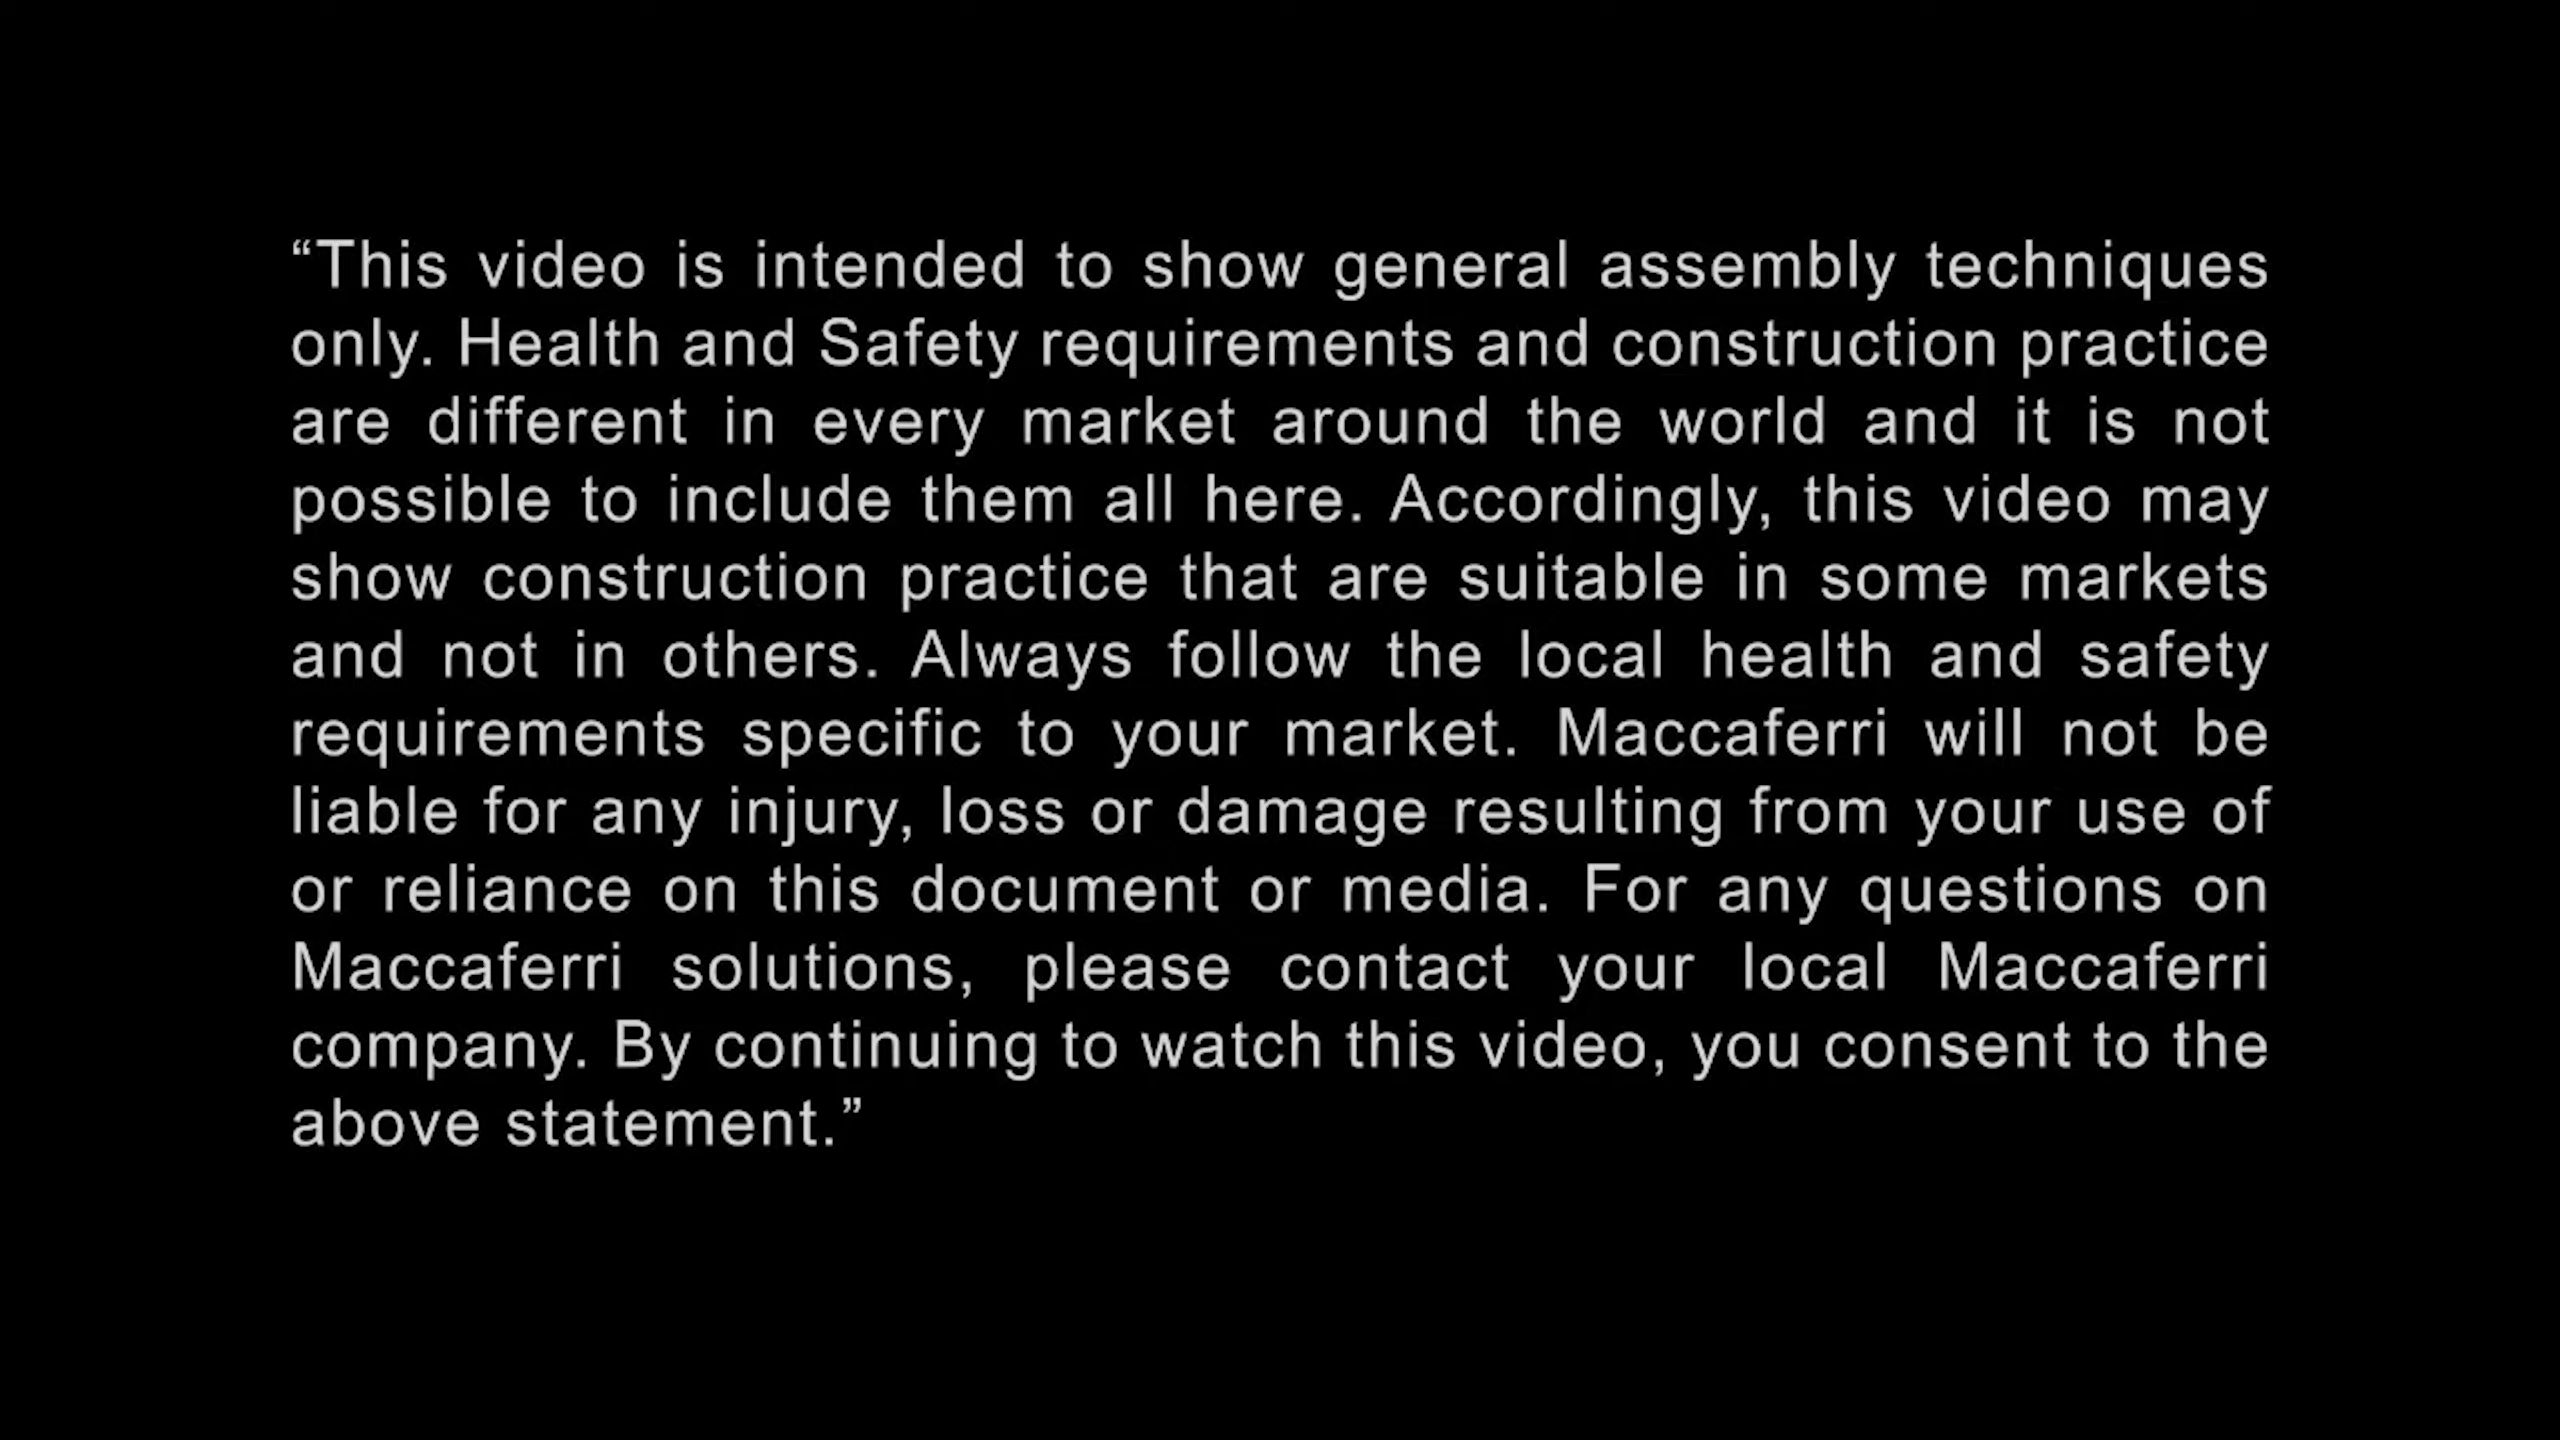 “This video is intended to show general assembly techniques
only. Health and Safety requirements and construction practice
are different in every market around the world and it is not
possible to include them all here. Accordingly, this video may
show construction practice that are suitable in some markets
and not in others. Always follow the local health and safety
requirements specific to your market. Maccaferri will not be
liable for any injury, loss or damage resulting from your use of
or reliance on this document or media. For any questions on
Maccaferri solutions, please contact your local Maccaferri
company. By continuing to watch this video, you consent to the
above statement.”